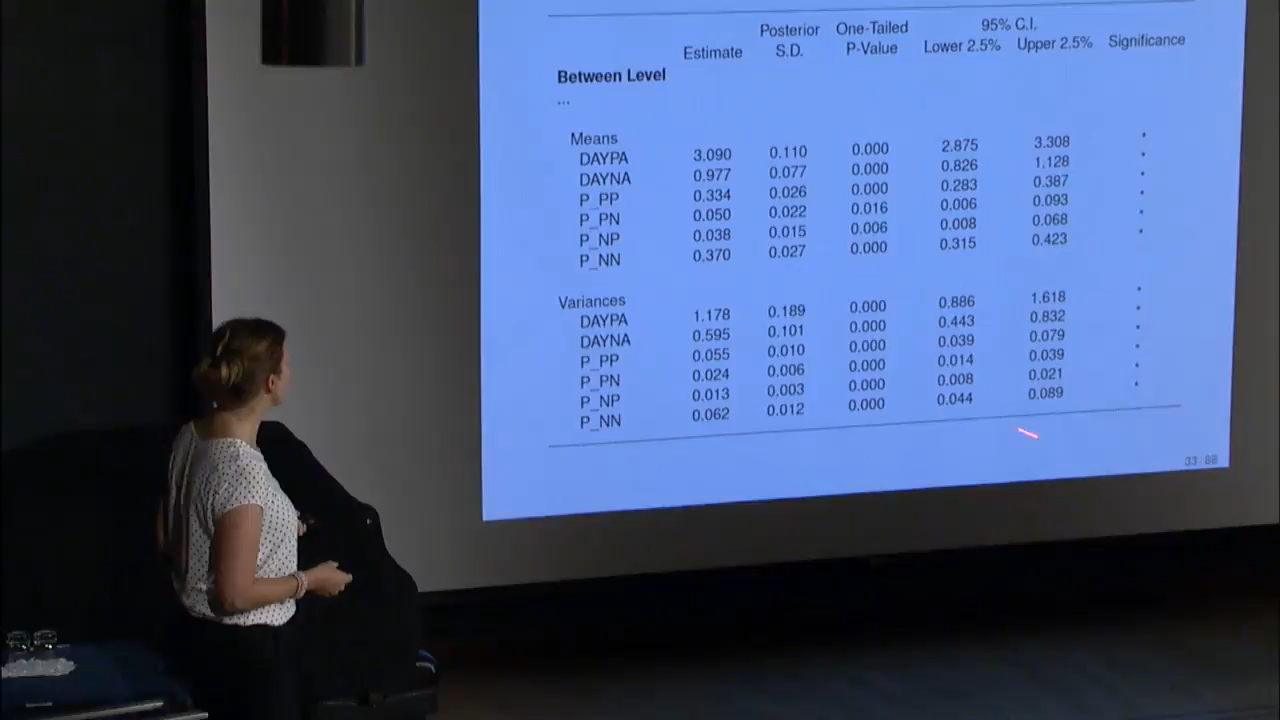 Posterior One-Tailed 95% C.I.
Estimate S.D. P-Value Lower 2.5% Upper 2.5% Significance
Between Level
...
Means
DAYPA 3.090 0.110 0.000 2.875 3.308 *
DAYNA 0.977 0.077 0.000 0.826 1.128 *
P_PP 0.334 0.026 0.000 0.283 0.387 *
P_PN 0.050 0.022 0.016 0.006 0.093 *
P_NP 0.038 0.015 0.006 0.008 0.068 *
P_NN 0.370 0.027 0.000 0.315 0.423 *
Variances
DAYPA 1.178 0.189 0.000 0.886 1.618 *
DAYNA 0.595 0.101 0.000 0.443 0.832 *
P_PP 0.055 0.010 0.000 0.039 0.079 *
P_PN 0.024 0.006 0.000 0.014 0.039 *
P_NP 0.013 0.003 0.000 0.008 0.021 *
P_NN 0.062 0.012 0.000 0.044 0.089 *
33 / 88